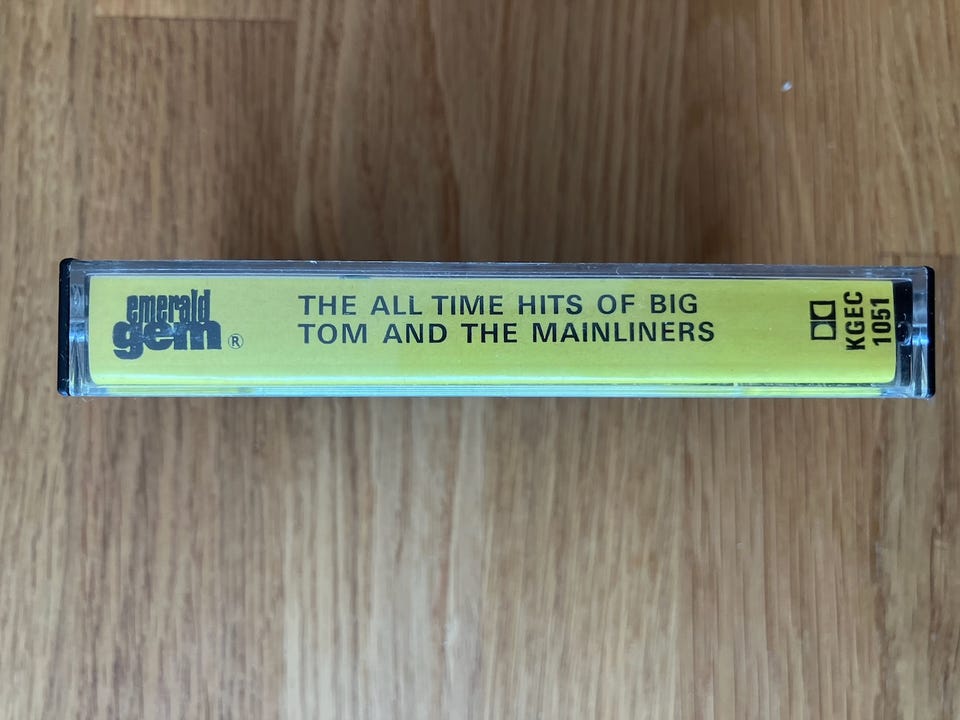 emerald
gem ®
THE ALL TIME HITS OF BIG
TOM AND THE MAINLINERS
KGEC
1051